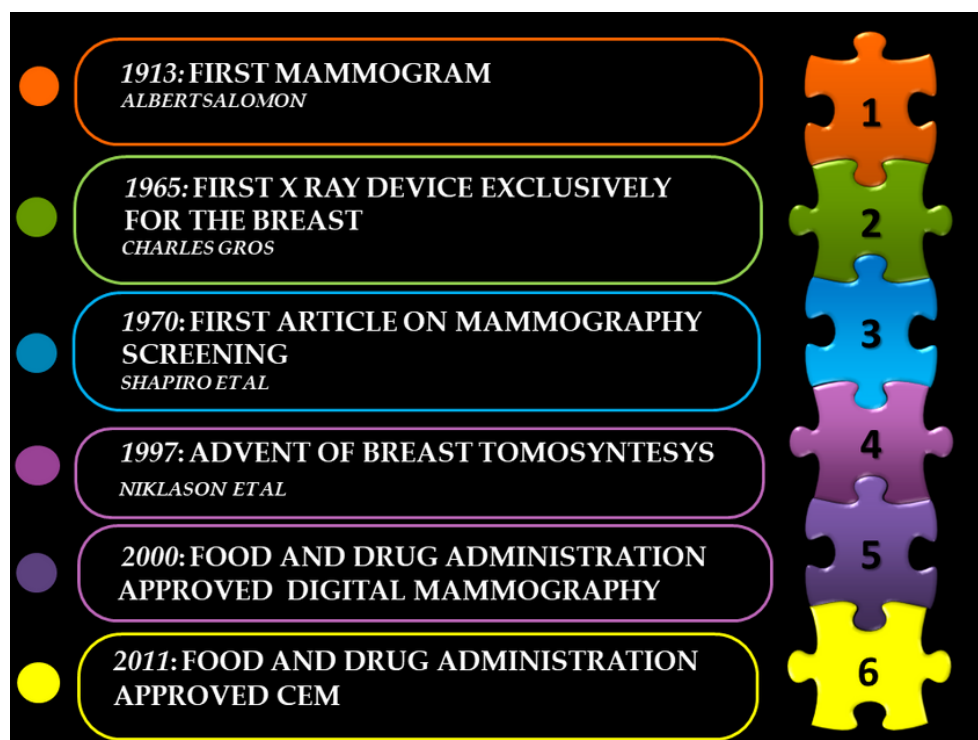 1913: FIRST MAMMOGRAM
ALBERT SALOMON
1
1965: FIRST X RAY DEVICE EXCLUSIVELY
FOR THE BREAST
CHARLES GROS
2
1970: FIRST ARTICLE ON MAMMOGRAPHY
SCREENING
SHAPIRO ET AL
3
1997: ADVENT OF BREAST TOMOSYNTESYS
NIKLASON ET AL
4
2000: FOOD AND DRUG ADMINISTRATION
APPROVED DIGITAL MAMMOGRAPHY
5
2011: FOOD AND DRUG ADMINISTRATION
APPROVED CEM
6